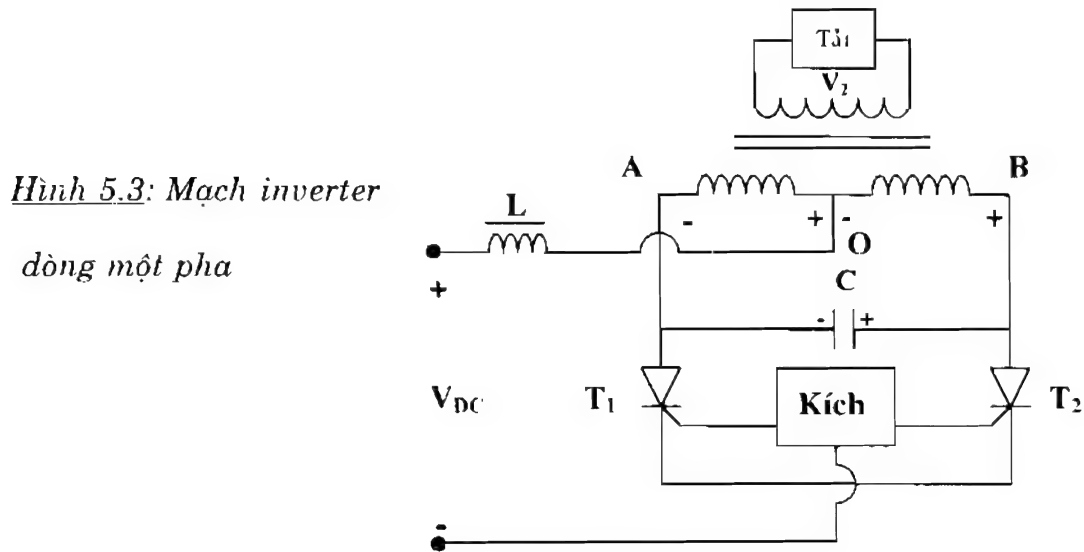 Tải
V₂
A
B
Hình 5.3: Mạch inverter
L
- + - +
dòng một pha
O
+
C
- +
V_DC
T₁
Kích
T₂
-